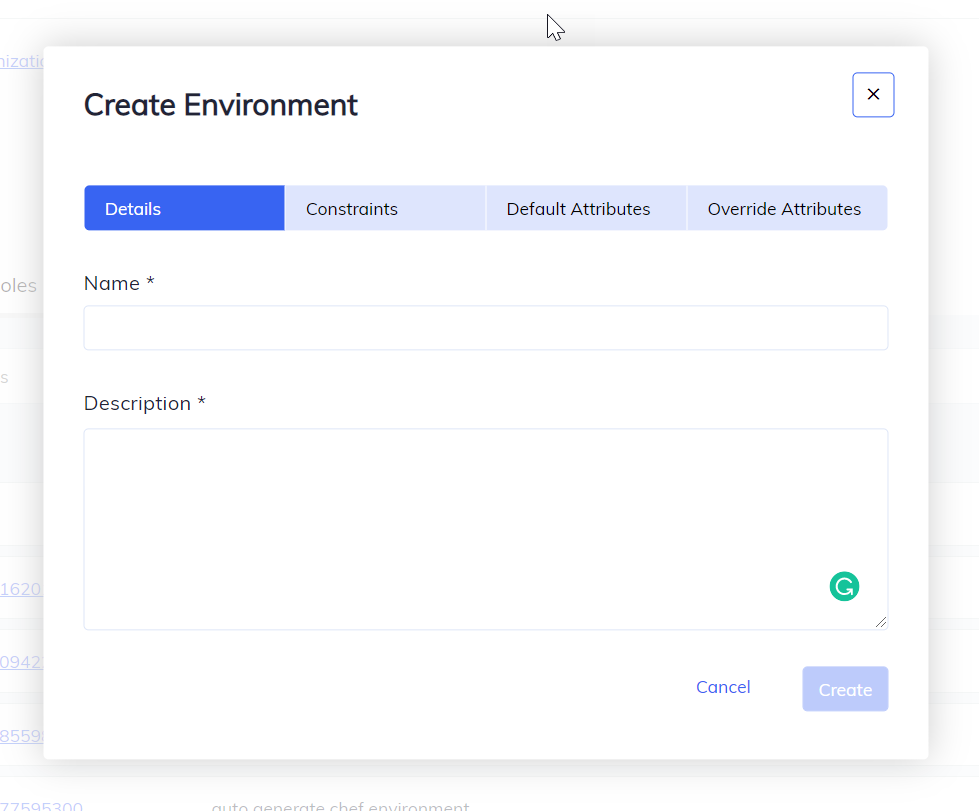 Create Environment
Details Constraints Default Attributes Override Attributes
oles
Name *
s
Description *
1620
0942
Cancel Create
8559
77595300 auto generate chef environment